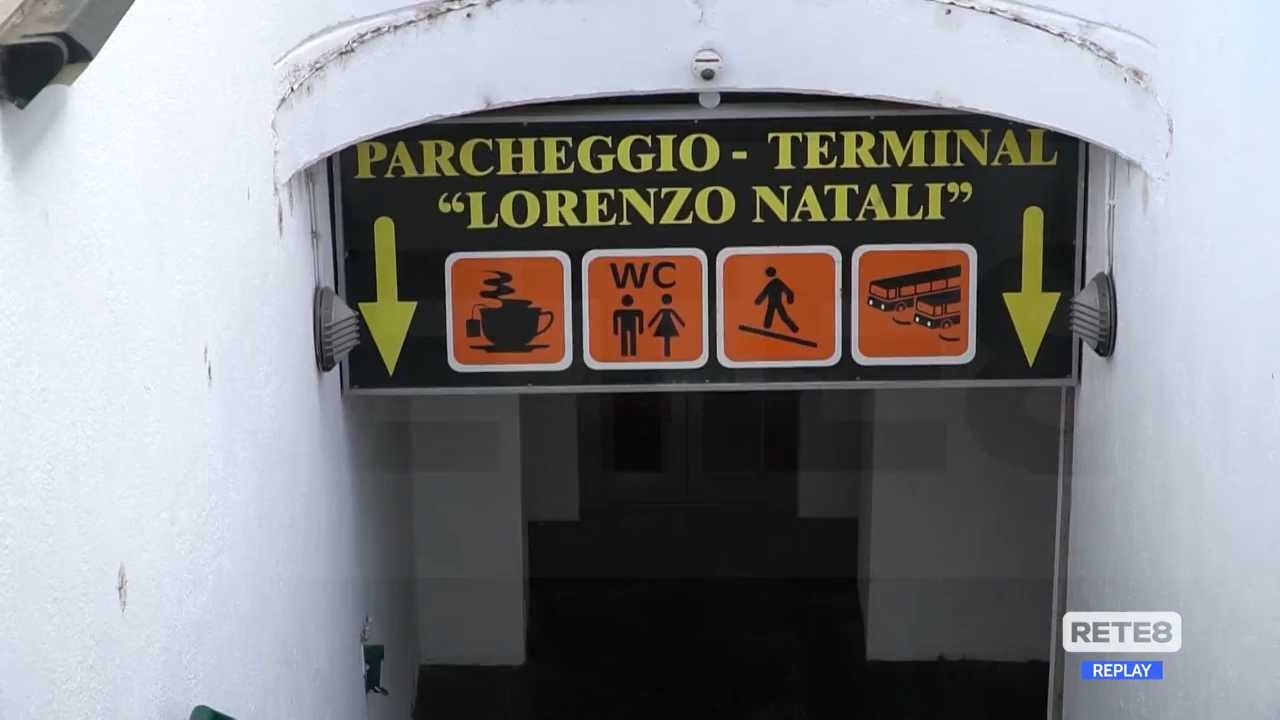 PARCHEGGIO - TERMINAL
“LORENZO NATALI”
WC
RETE8
REPLAY